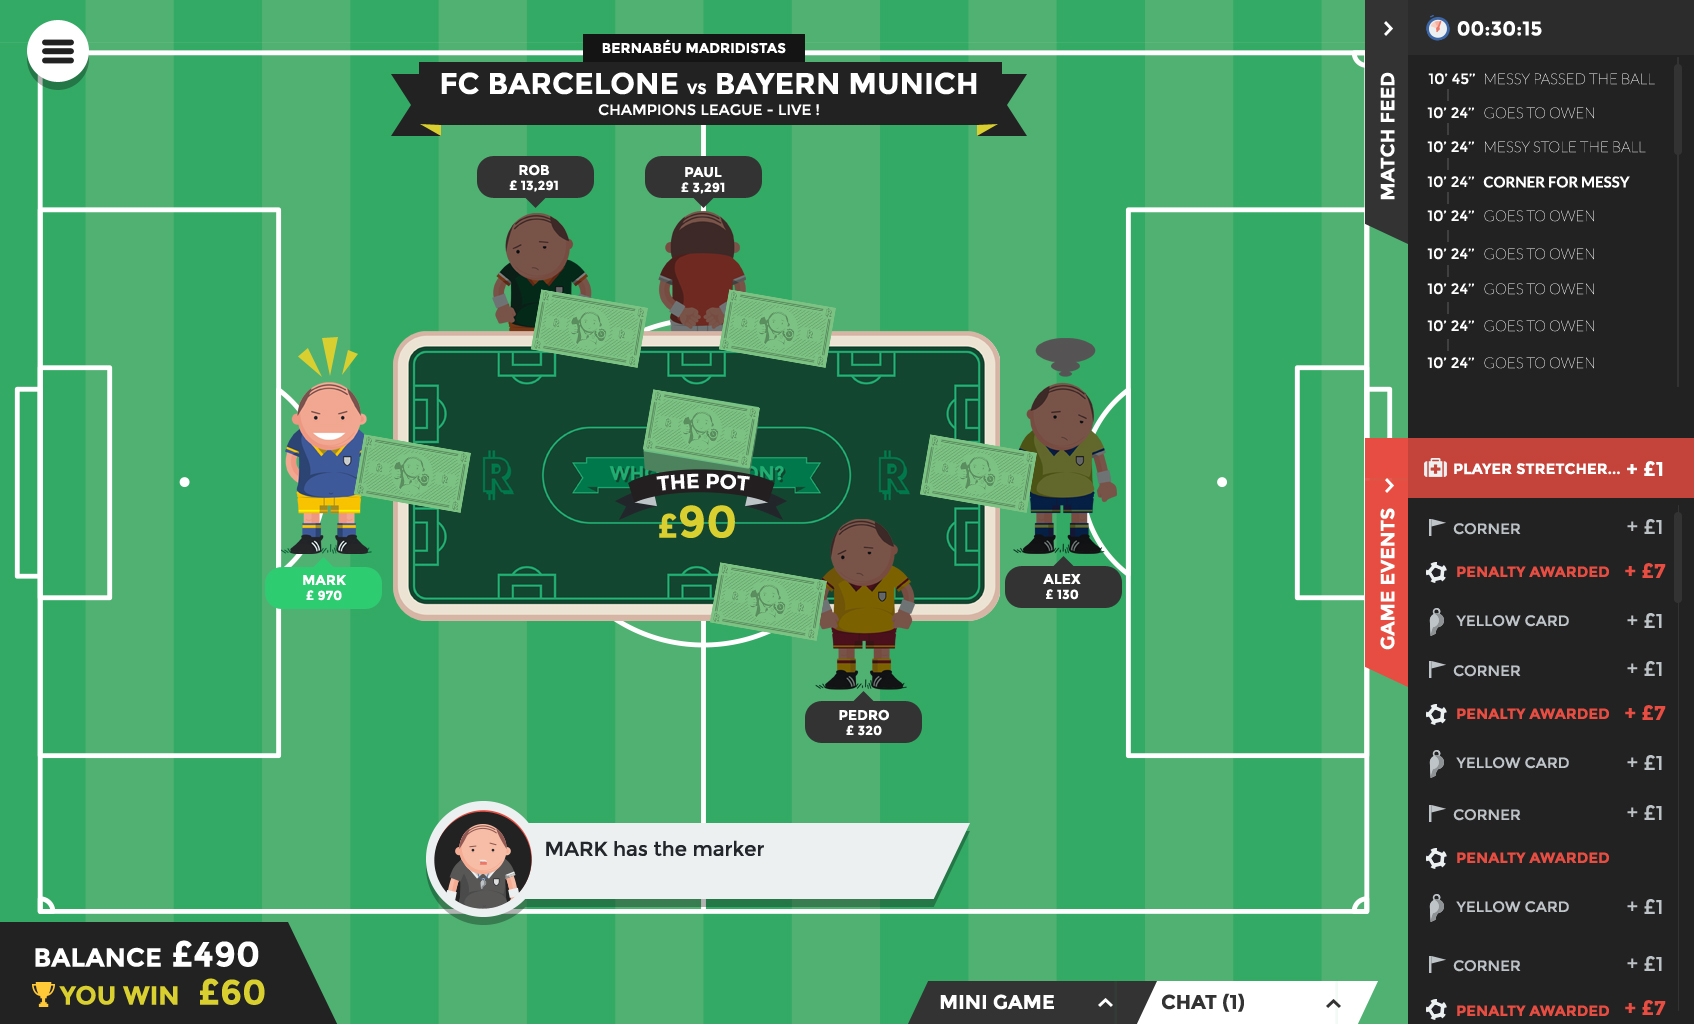 BERNABÉU MADRIDISTAS
FC BARCELONE vs BAYERN MUNICH
CHAMPIONS LEAGUE - LIVE !
ROB
£ 13,291
PAUL
£ 3,291
THE POT
£90
MARK
£ 970
ALEX
£ 130
PEDRO
£ 320
MARK has the marker
BALANCE £490
YOU WIN £60
MINI GAME
CHAT (1)
MATCH FEED
00:30:15
10' 45" MESSY PASSED THE BALL
10' 24" GOES TO OWEN
10' 24" MESSY STOLE THE BALL
10' 24" CORNER FOR MESSY
10' 24" GOES TO OWEN
10' 24" GOES TO OWEN
10' 24" GOES TO OWEN
10' 24" GOES TO OWEN
10' 24" GOES TO OWEN
GAME EVENTS
PLAYER STRETCHER... + £1
CORNER + £1
PENALTY AWARDED + £7
YELLOW CARD + £1
CORNER + £1
PENALTY AWARDED + £7
YELLOW CARD + £1
CORNER + £1
PENALTY AWARDED
YELLOW CARD + £1
CORNER + £1
PENALTY AWARDED + £7